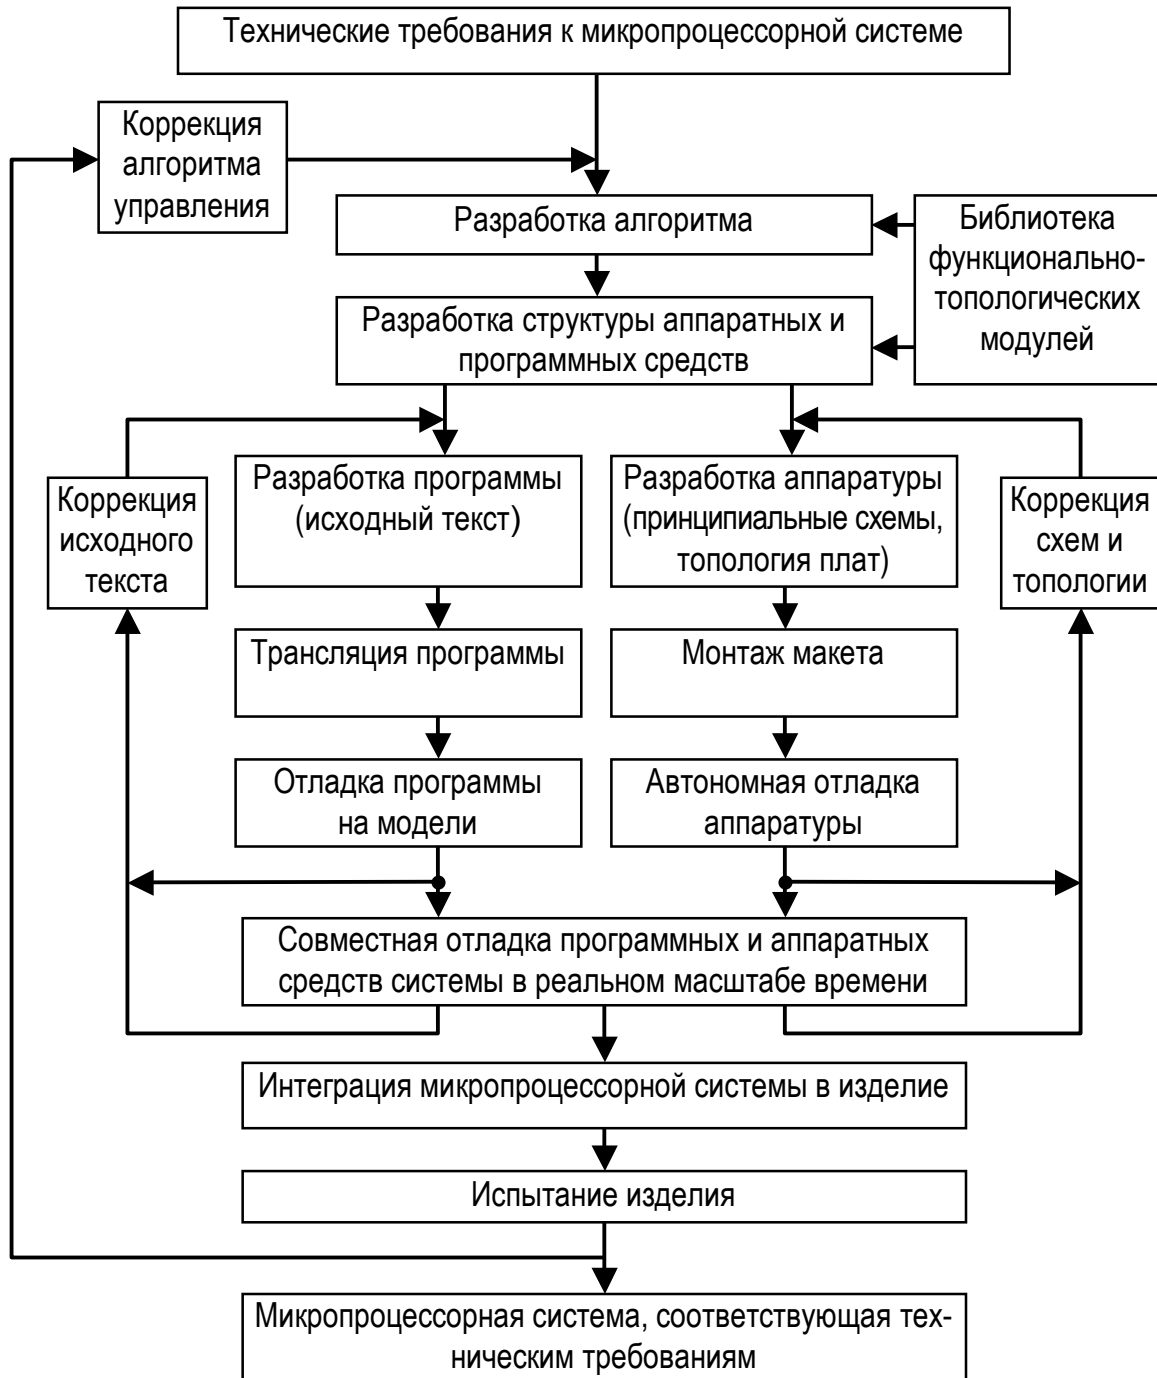 Технические требования к микропроцессорной системе
Коррекция
алгоритма
управления
Разработка алгоритма
Библиотека
функционально-
топологических
модулей
Разработка структуры аппаратных и
программных средств
Коррекция
исходного
текста
Разработка программы
(исходный текст)
Разработка аппаратуры
(принципиальные схемы,
топология плат)
Коррекция
схем и
топологии
Трансляция программы
Монтаж макета
Отладка программы
на модели
Автономная отладка
аппаратуры
Совместная отладка программных и аппаратных
средств системы в реальном масштабе времени
Интеграция микропроцессорной системы в изделие
Испытание изделия
Микропроцессорная система, соответствующая тех-
ническим требованиям